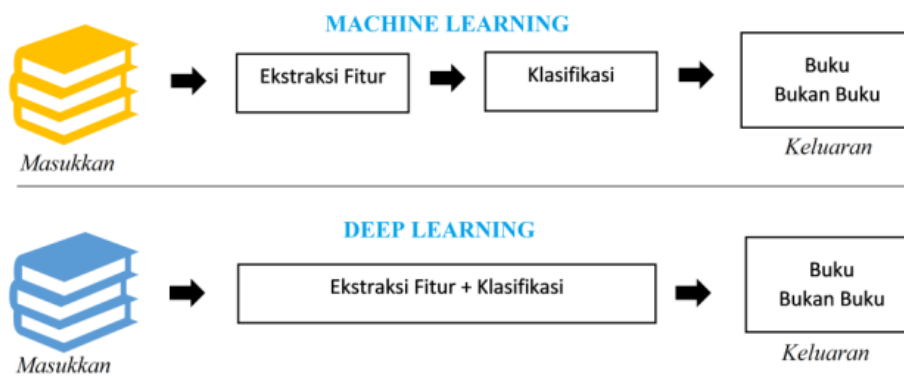 MACHINE LEARNING
Ekstraksi Fitur
Klasifikasi
Buku
Bukan Buku
Masukkan
Keluaran
DEEP LEARNING
Ekstraksi Fitur + Klasifikasi
Buku
Bukan Buku
Masukkan
Keluaran